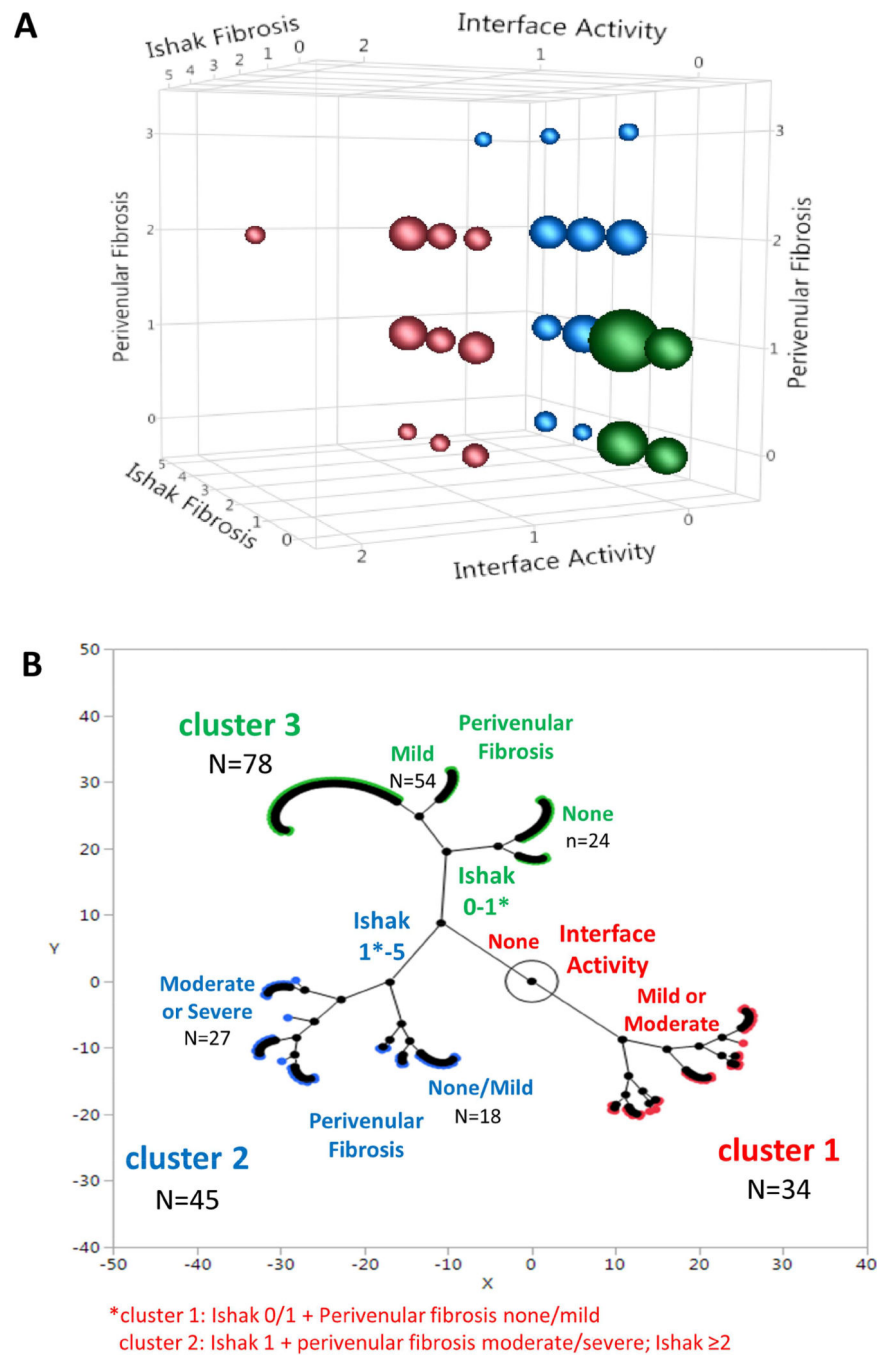 A
Ishak Fibrosis
Interface Activity
5 4 3 2 1 0
2 1 0
3
2
1
0
Perivenular Fibrosis
3
2
1
0
Perivenular Fibrosis
5 4 3 2 1 0
Ishak Fibrosis
2 1 0
Interface Activity
B
50
40
30
20
10
0
-10
-20
-30
-40
Y
cluster 3
N=78
Mild
N=54
Perivenular
Fibrosis
None
n=24
Ishak
0-1*
Ishak
1*-5
None
Interface
Activity
Mild or
Moderate
Moderate
or Severe
N=27
None/Mild
N=18
Perivenular
Fibrosis
cluster 2
N=45
cluster 1
N=34
-50 -40 -30 -20 -10 0 10 20 30 40
X
*cluster 1: Ishak 0/1 + Perivenular fibrosis none/mild
cluster 2: Ishak 1 + perivenular fibrosis moderate/severe; Ishak ≥2